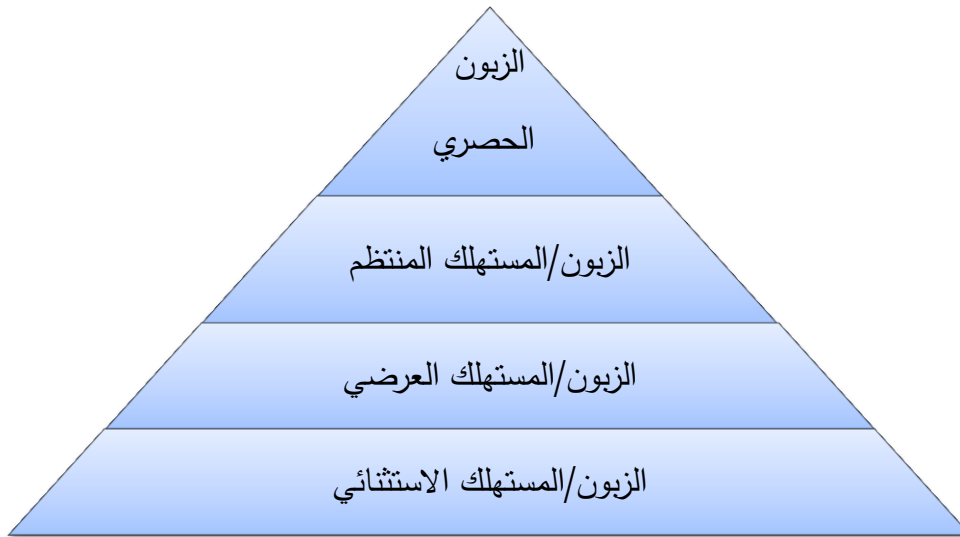 الزبون
الحصري
الزبون/المستهلك المنتظم
الزبون/المستهلك العرضي
الزبون/المستهلك الاستثنائي